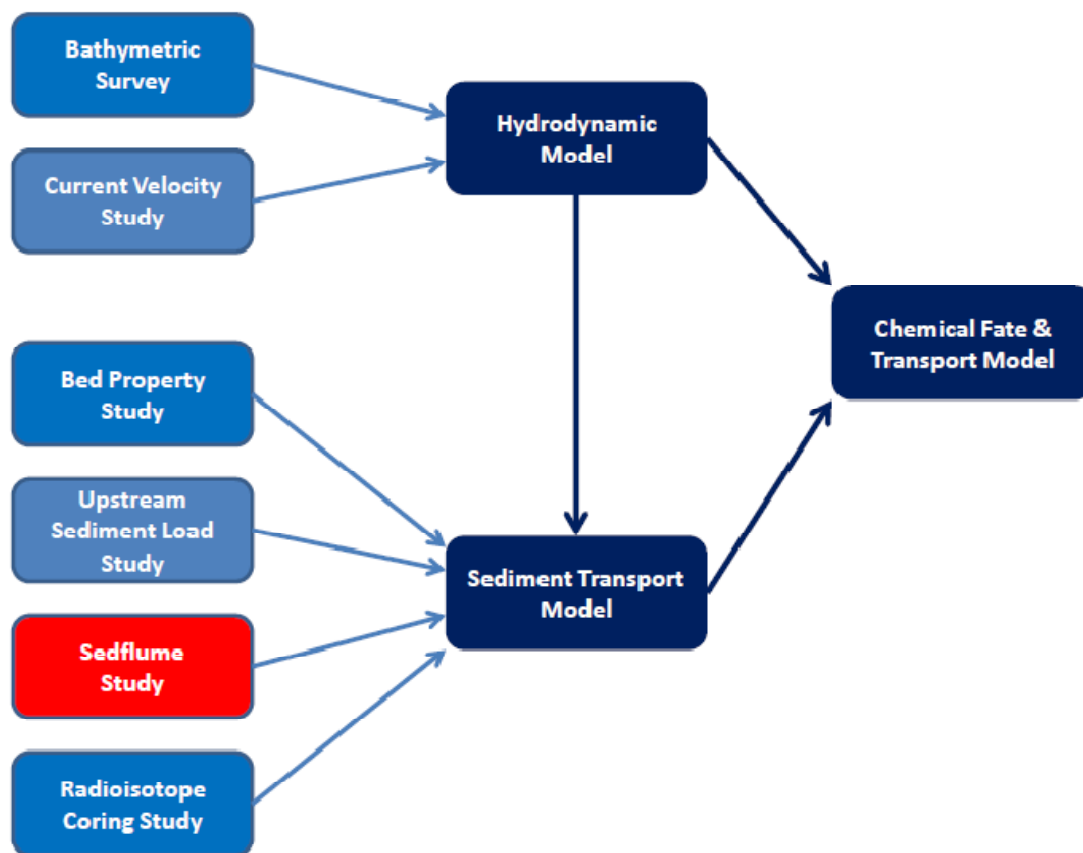 Bathymetric
Survey
Current Velocity
Study
Hydrodynamic
Model
Chemical Fate &
Transport Model
Bed Property
Study
Upstream
Sediment Load
Study
Sediment Transport
Model
Sedflume
Study
Radioisotope
Coring Study